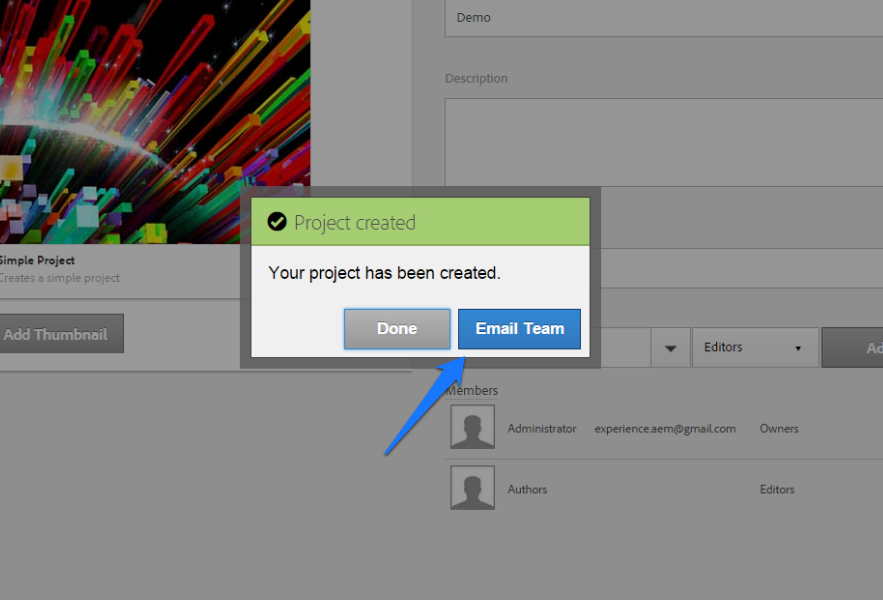 Demo
Description
Project created
Your project has been created.
Done Email Team
Simple Project
Creates a simple project
Add Thumbnail
Editors
Members
Administrator experience.aem@gmail.com Owners
Authors Editors